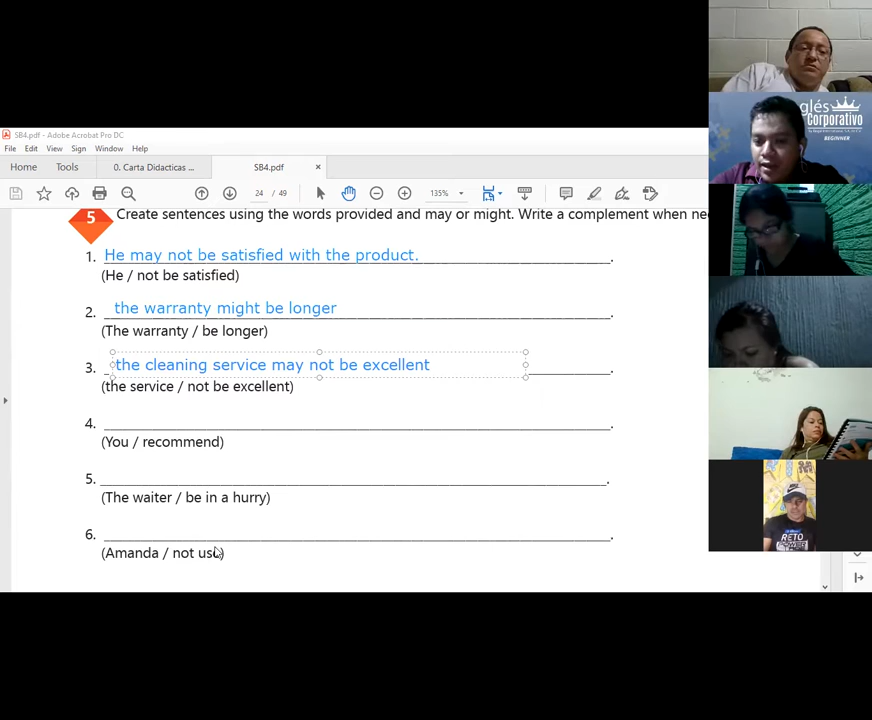 SB4.pdf - Adobe Acrobat Pro DC
File Edit View Sign Window Help
Home Tools 0. Carta Didacticas ... SB4.pdf ×
24 / 49 135%
5 Create sentences using the words provided and may or might. Write a complement when
1. He may not be satisfied with the product. .
(He / not be satisfied)
2. the warranty might be longer .
(The warranty / be longer)
3. the cleaning service may not be excellent .
(the service / not be excellent)
4. .
(You / recommend)
5. .
(The waiter / be in a hurry)
6. .
(Amanda / not use)
glés
Corporativo
BEGINNER
RETO